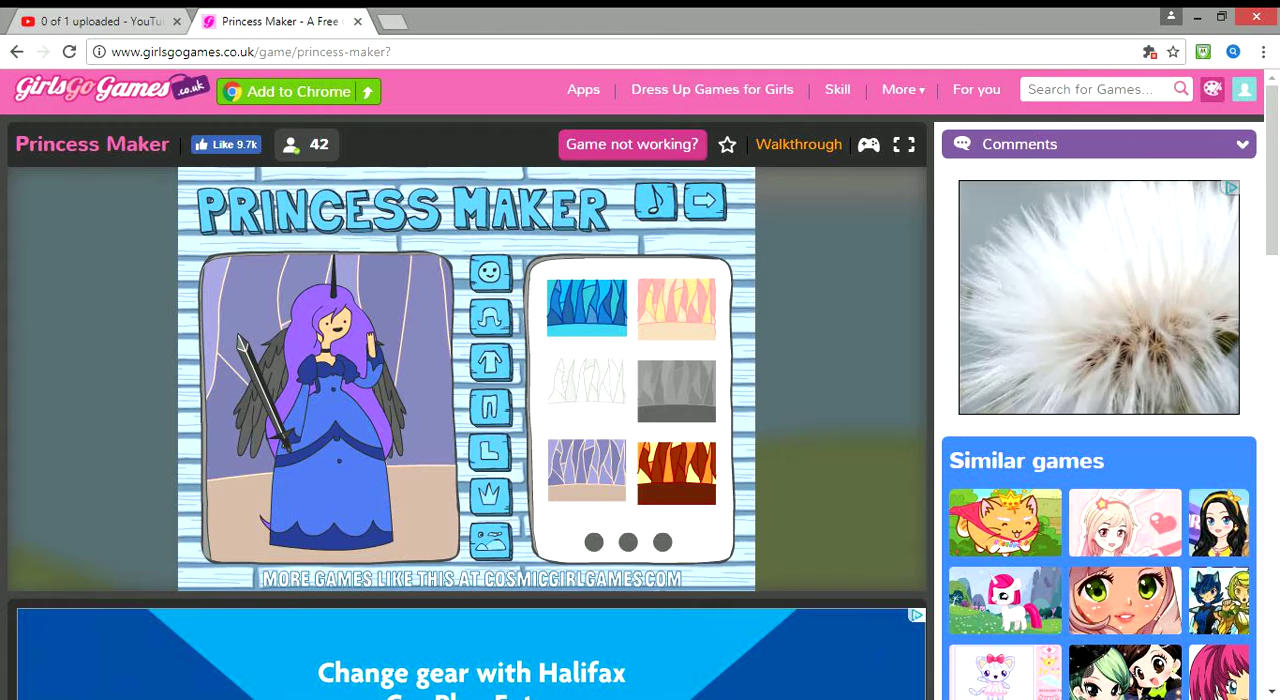 0 of 1 uploaded - YouTu
Princess Maker - A Free
www.girlsgogames.co.uk/game/princess-maker?
GirlsGoGames .co.uk
Add to Chrome
Apps
Dress Up Games for Girls
Skill
More
For you
Search for Games...
Princess Maker
Like 9.7k
42
Game not working?
Walkthrough
Comments
PRINCESS MAKER
MORE GAMES LIKE THIS AT COSMICGIRLGAMES.COM
Similar games
Change gear with Halifax